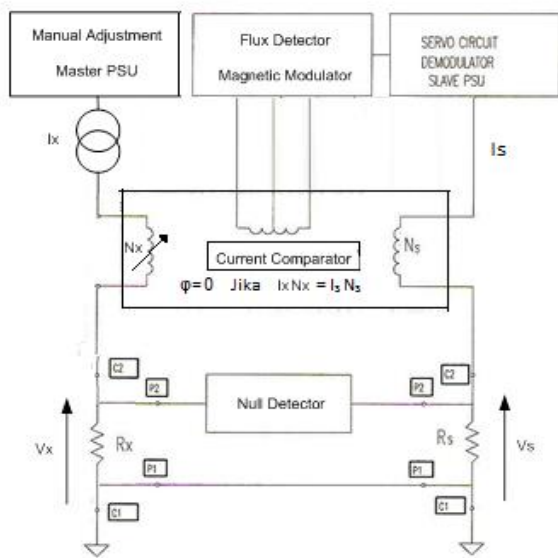 Manual Adjustment
Master PSU
Flux Detector
Magnetic Modulator
SERVO CIRCUIT
DEMODULATOR
SLAVE PSU
Ix
Is
Nx
Ns
Current Comparator
φ=0 Jika IxNx = IsNs
C2
C2
P2
P2
Null Detector
Vx
Rx
Rs
Vs
P1
P1
C1
C1